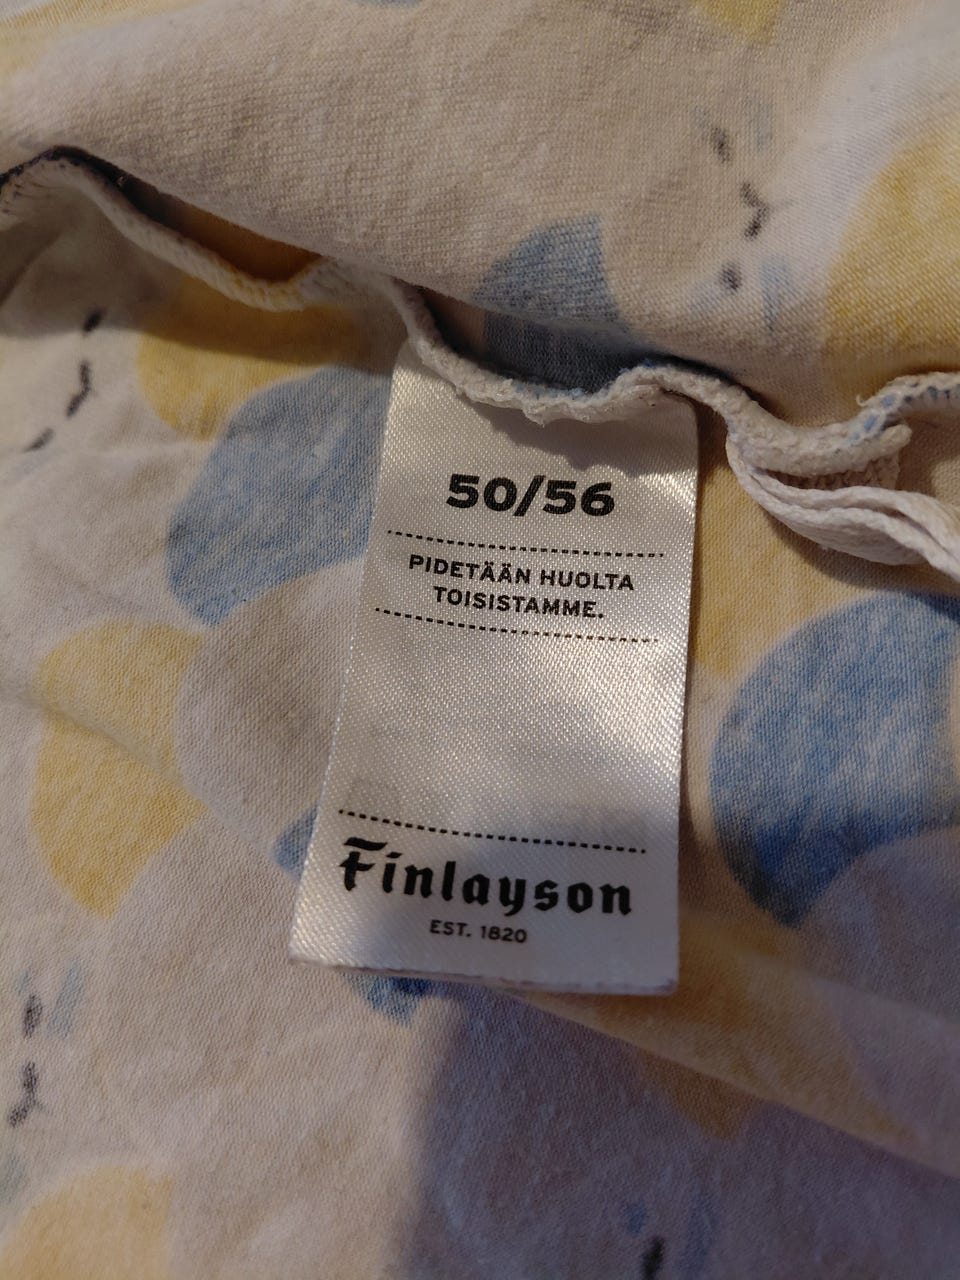 50/56
PIDETÄÄN HUOLTA
TOISISTAMME.
Finlayson
EST. 1820